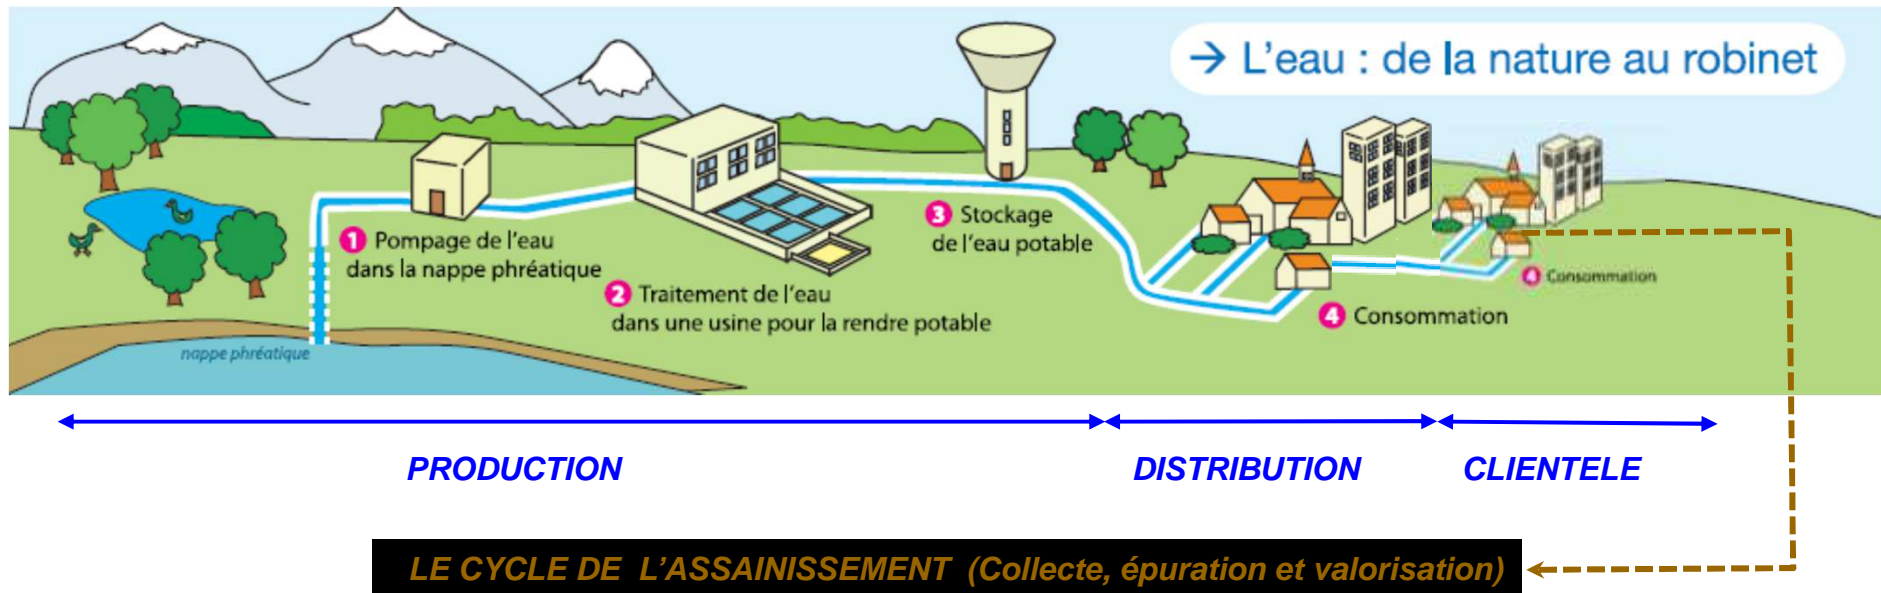 → L'eau : de la nature au robinet
1 Pompage de l'eau
dans la nappe phréatique
2 Traitement de l'eau
dans une usine pour la rendre potable
3 Stockage
de l'eau potable
4 Consommation
4 Consommation
nappe phréatique
PRODUCTION
DISTRIBUTION
CLIENTELE
LE CYCLE DE L'ASSAINISSEMENT (Collecte, épuration et valorisation)